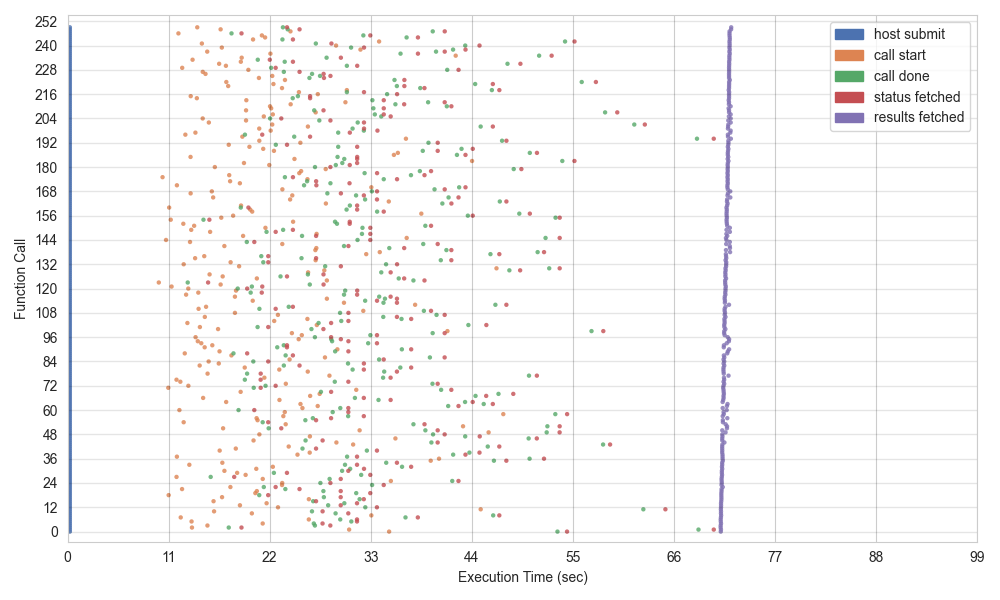 252
240
228
216
204
192
180
168
156
144
132
120
108
96
84
72
60
48
36
24
12
0
Function Call
host submit
call start
call done
status fetched
results fetched
0 11 22 33 44 55 66 77 88 99
Execution Time (sec)